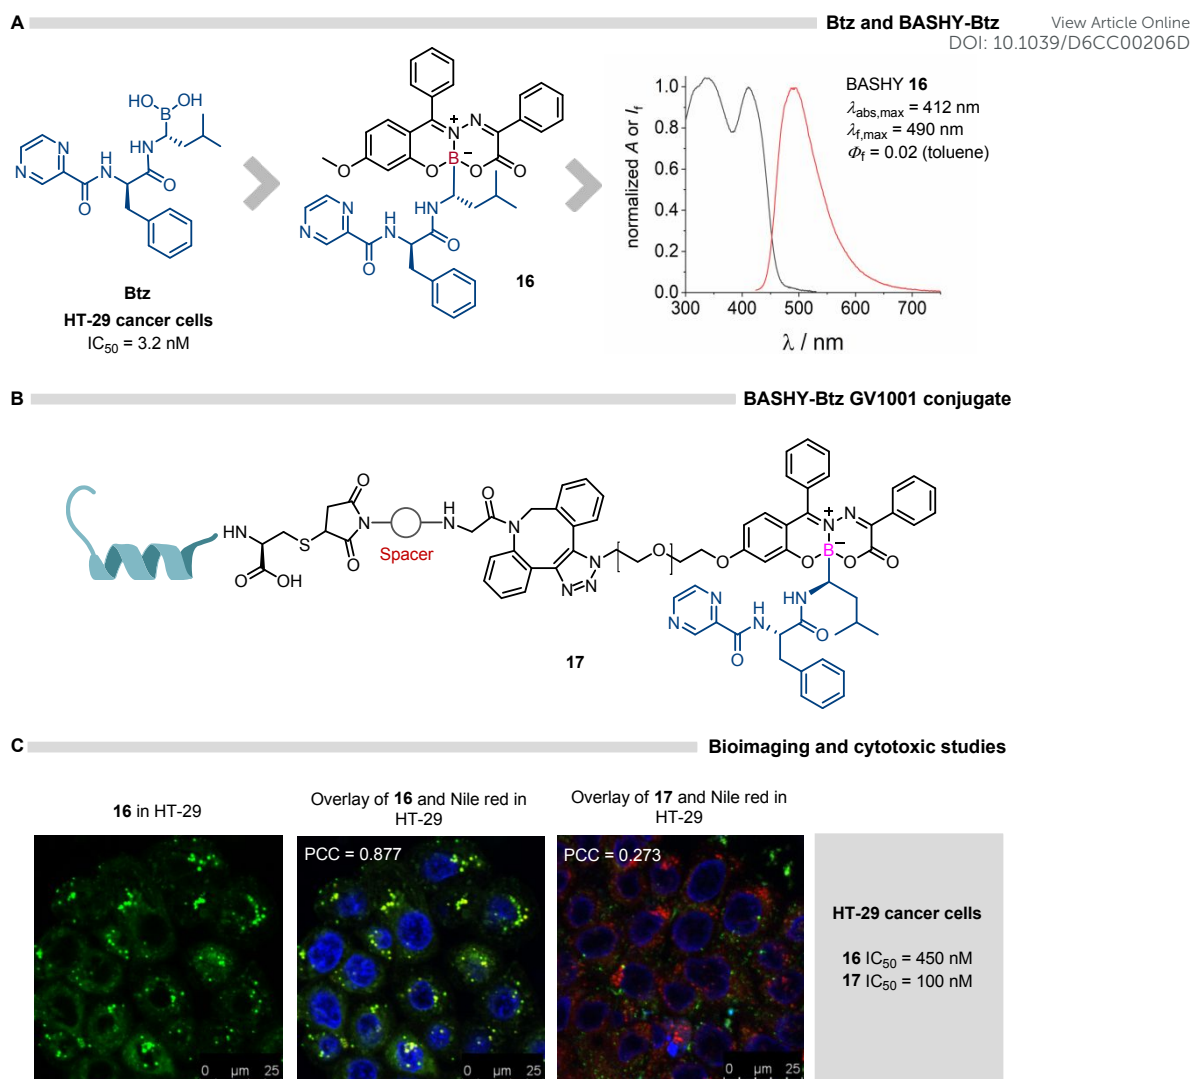 A
Btz and BASHY-Btz
View Article Online
DOI: 10.1039/D6CC00206D
HO
OH
B
HN
N
N
H
N
O
O
Btz
HT-29 cancer cells
IC50 = 3.2 nM
+
N
N
O
B
−
O
O
O
HN
N
N
H
N
O
O
16
normalized A or If
1.0
0.8
0.6
0.4
0.2
0.0
300
400
500
600
700
λ / nm
BASHY 16
λabs,max = 412 nm
λf,max = 490 nm
Φf = 0.02 (toluene)
B
BASHY-Btz GV1001 conjugate
HN
O
OH
S
O
N
O
Spacer
H
N
O
N
N
N=N
O
O
+
N
N
O
B
−
O
O
HN
N
N
H
N
O
O
17
C
Bioimaging and cytotoxic studies
16 in HT-29
Overlay of 16 and Nile red in
HT-29
Overlay of 17 and Nile red in
HT-29
PCC = 0.877
PCC = 0.273
0 µm 25
0 µm 25
0 µm 25
HT-29 cancer cells
16 IC50 = 450 nM
17 IC50 = 100 nM